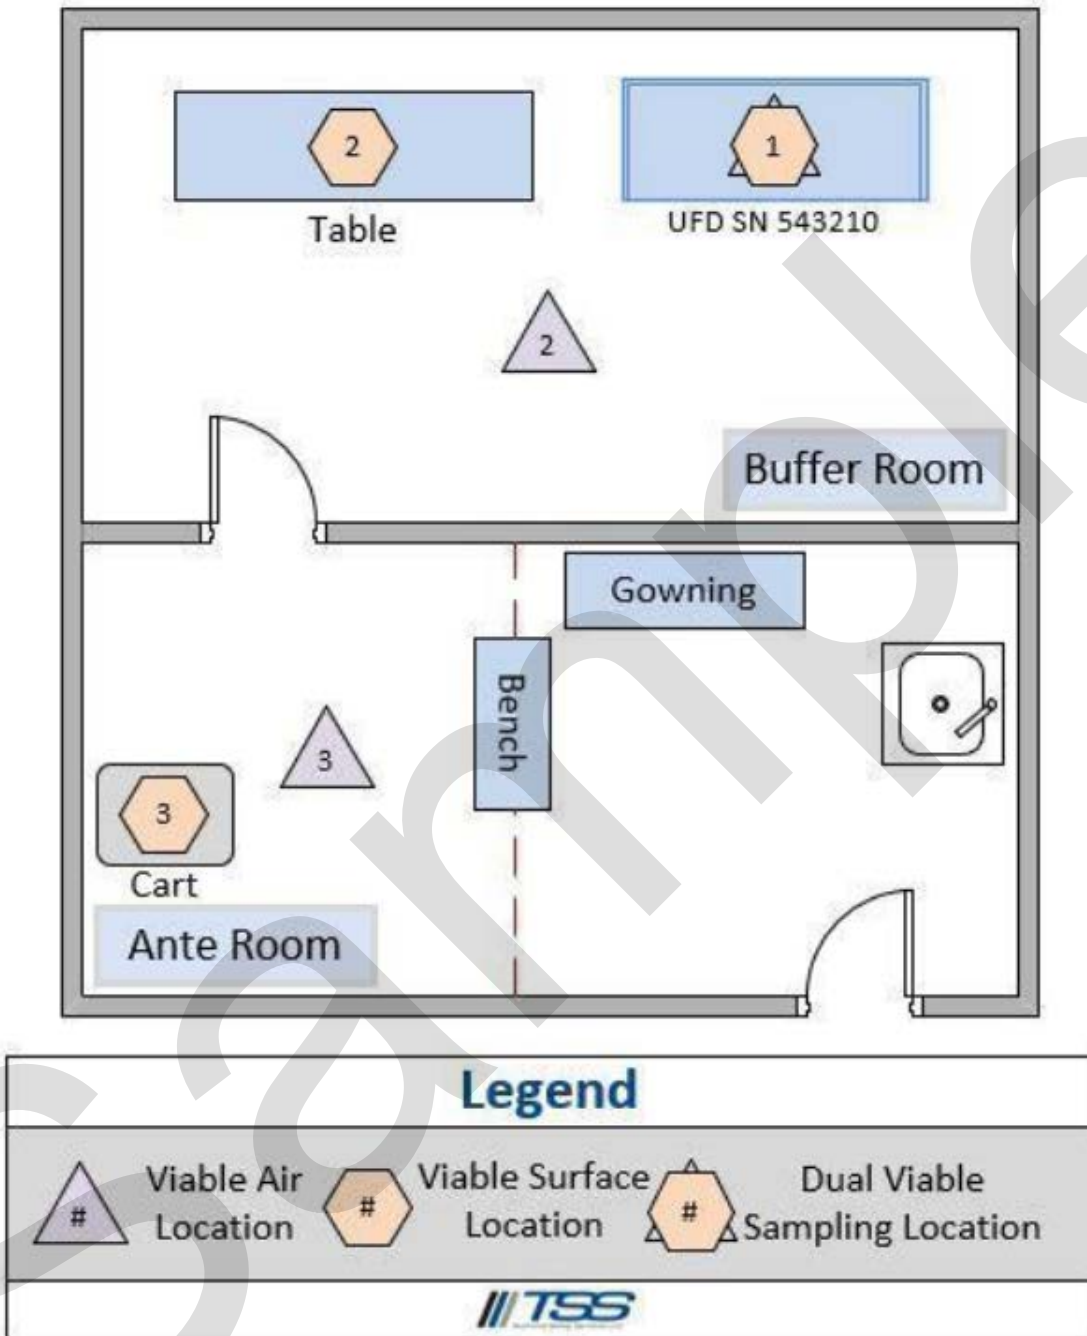 2
1
Table
UFD SN 543210
2
Buffer Room
Gowning
Bench
3
3
Cart
Ante Room
Legend
# Viable Air Location
# Viable Surface Location
# Dual Viable Sampling Location
TSS
Sample